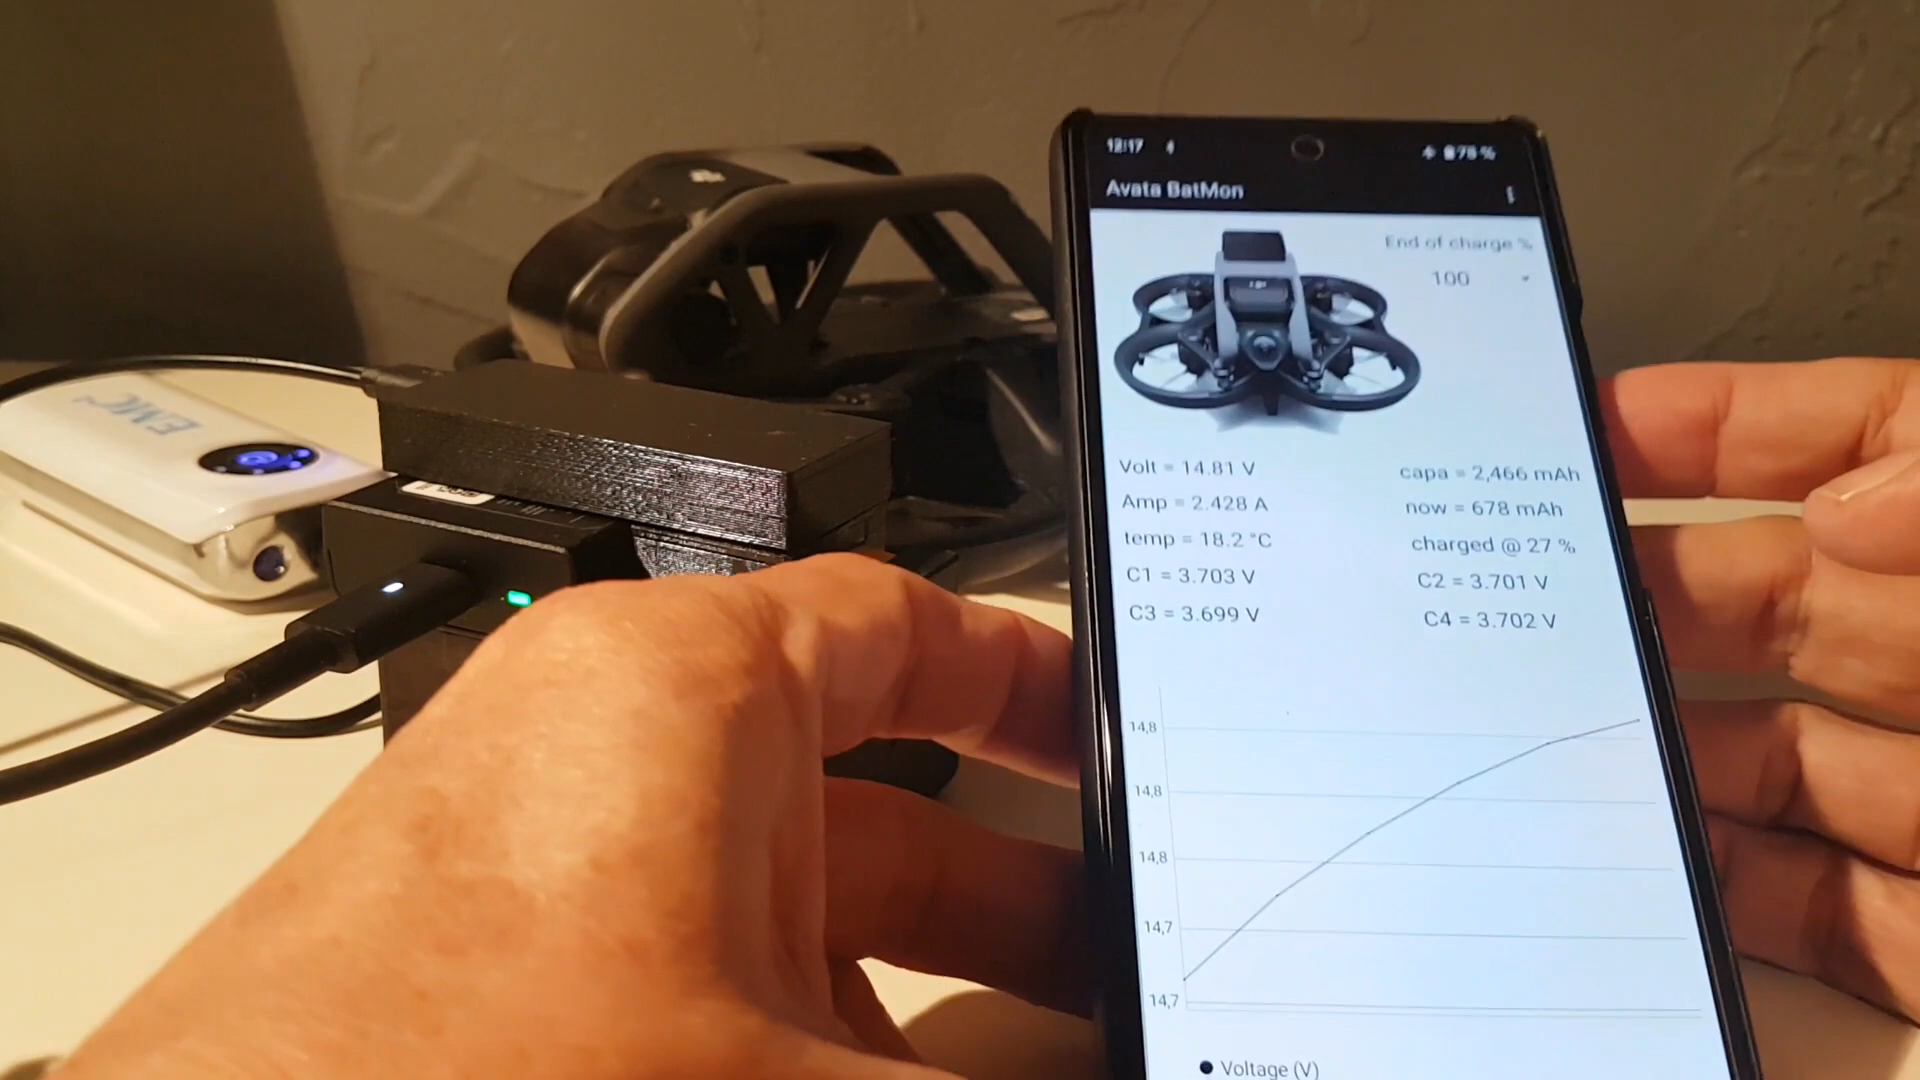 12:17
75 %
Avata BatMon
End of charge %
100
Volt = 14.81 V
capa = 2,466 mAh
Amp = 2.428 A
now = 678 mAh
temp = 18.2 °C
charged @ 27 %
C1 = 3.703 V
C2 = 3.701 V
C3 = 3.699 V
C4 = 3.702 V
14,8
14,8
14,8
14,7
14,7
Voltage (V)
EMC